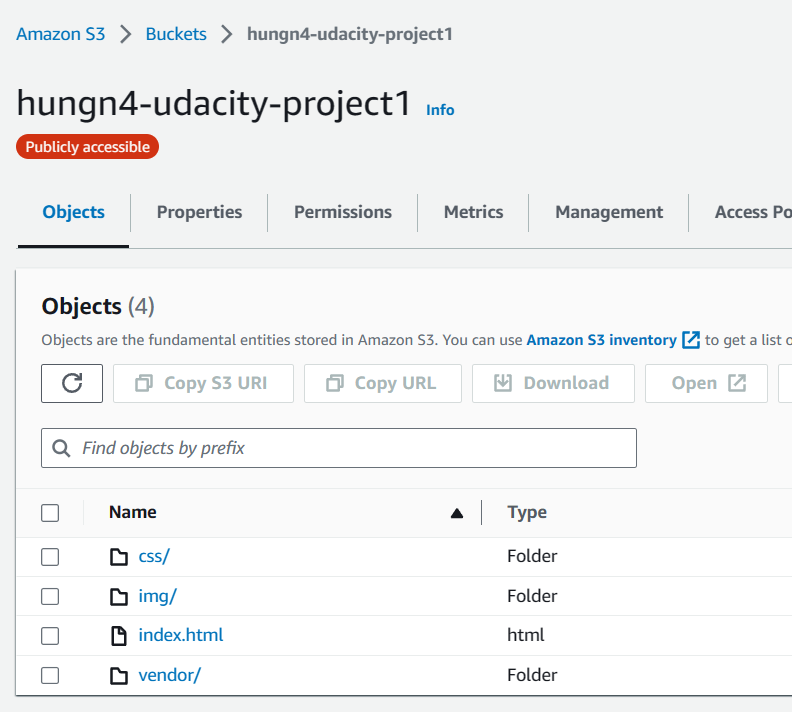 Amazon S3 > Buckets > hungn4-udacity-project1
hungn4-udacity-project1 Info
Publicly accessible
Objects Properties Permissions Metrics Management Access Po
Objects (4)
Objects are the fundamental entities stored in Amazon S3. You can use Amazon S3 inventory to get a list o
Copy S3 URI Copy URL Download Open
Find objects by prefix
Name Type
css/ Folder
img/ Folder
index.html html
vendor/ Folder